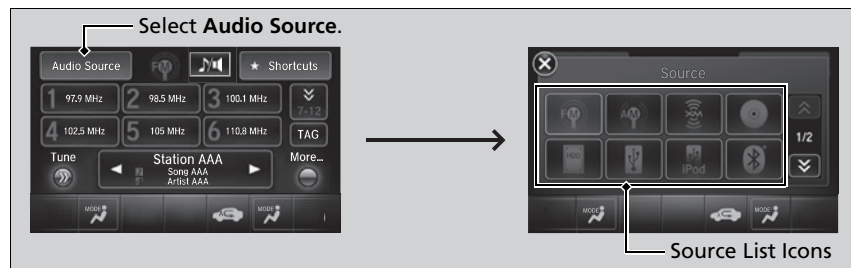 Select Audio Source.
Audio Source
FM
★ Shortcuts
1 97.9 MHz
2 98.5 MHz
3 100.1 MHz
7-12
4 102.5 MHz
5 105 MHz
6 110.8 MHz
TAG
Tune
Station AAA
Song AAA
Artist AAA
More...
MODE
A
MODE
Source
FM
AM
XM
1/2
HDD
iPod
MODE
A
MODE
Source List Icons